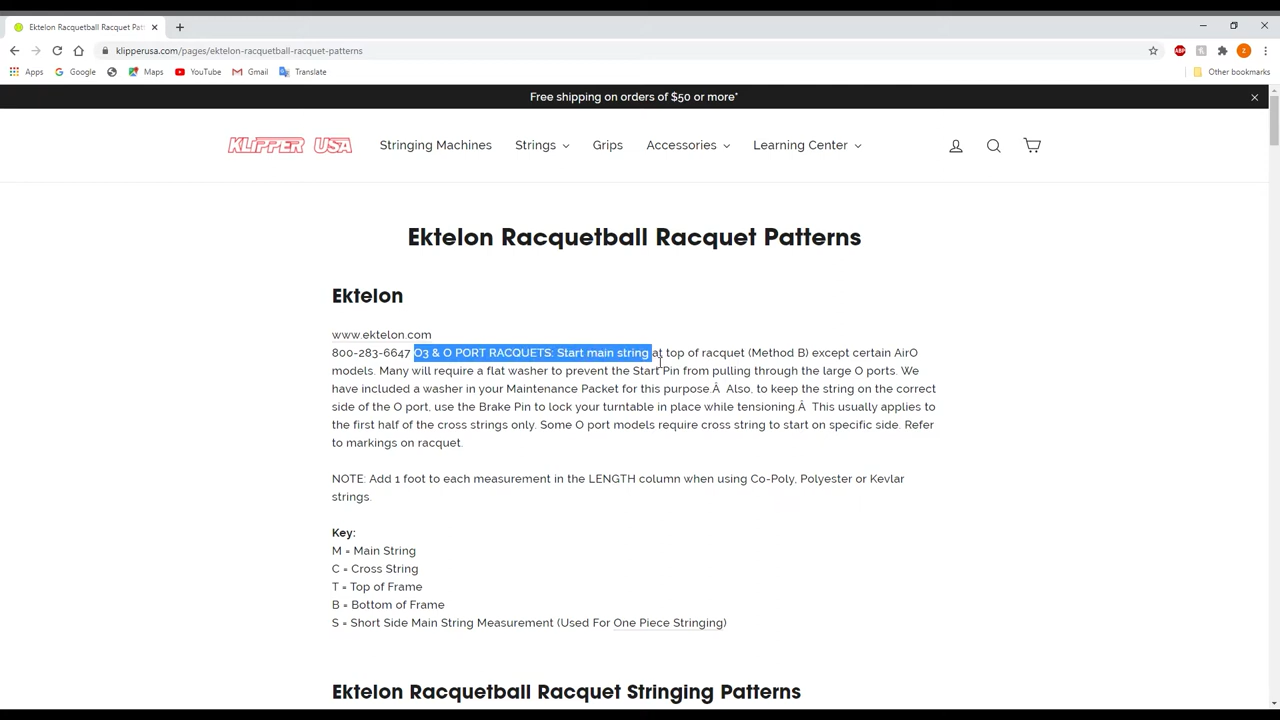 Ektelon Racquetball Racquet Pat
klipperusa.com/pages/ektelon-racquetball-racquet-patterns
ABP
Z
Apps
Google
Maps
YouTube
Gmail
Translate
Other bookmarks
Free shipping on orders of $50 or more*
KLIPPER USA
Stringing Machines
Strings
Grips
Accessories
Learning Center
Ektelon Racquetball Racquet Patterns
Ektelon
www.ektelon.com
800-283-6647 O3 & O PORT RACQUETS: Start main string at top of racquet (Method B) except certain AirO
models. Many will require a flat washer to prevent the Start Pin from pulling through the large O ports. We
have included a washer in your Maintenance Packet for this purpose.Â Also, to keep the string on the correct
side of the O port, use the Brake Pin to lock your turntable in place while tensioning.Â This usually applies to
the first half of the cross strings only. Some O port models require cross string to start on specific side. Refer
to markings on racquet.
NOTE: Add 1 foot to each measurement in the LENGTH column when using Co-Poly, Polyester or Kevlar
strings.
Key:
M = Main String
C = Cross String
T = Top of Frame
B = Bottom of Frame
S = Short Side Main String Measurement (Used For One Piece Stringing)
Ektelon Racquetball Racquet Stringing Patterns